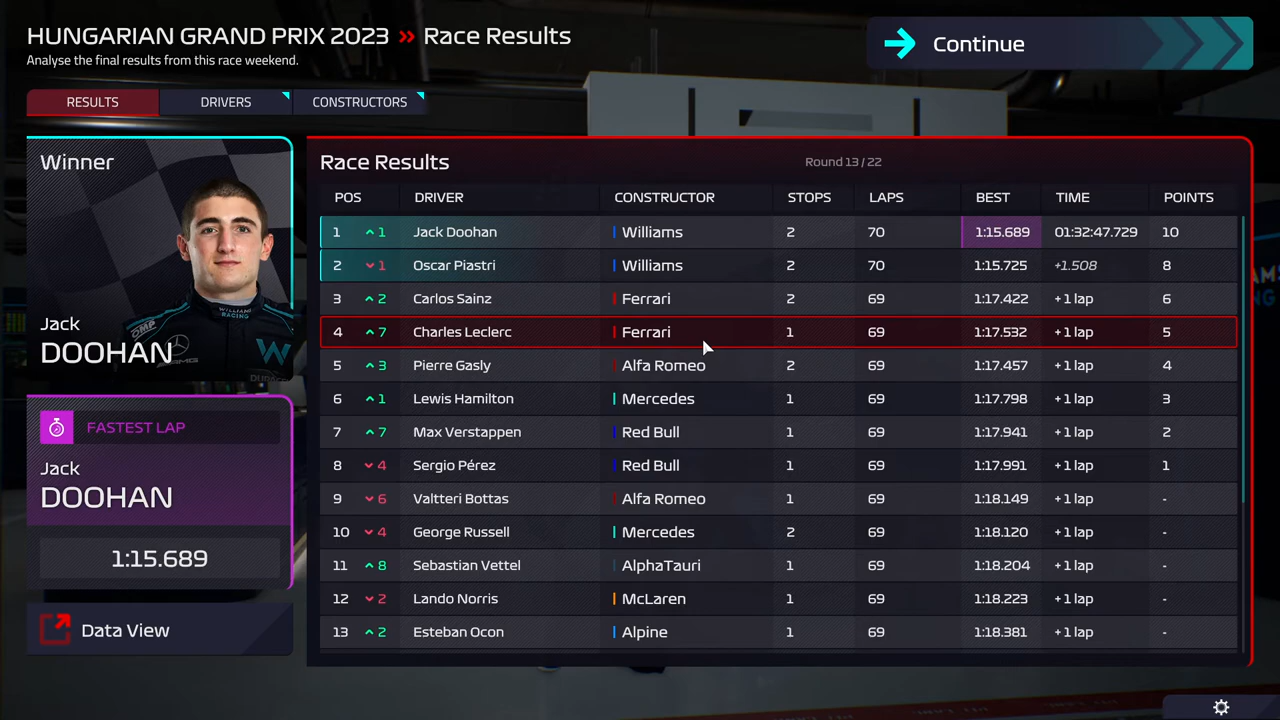 HUNGARIAN GRAND PRIX 2023 » Race Results
Analyse the final results from this race weekend.
Continue
RESULTS DRIVERS CONSTRUCTORS
Winner
Jack
DOOHAN
WILLIAMS
RACING
OMP
W
FASTEST LAP
Jack
DOOHAN
1:15.689
Data View
Race Results Round 13 / 22
POS DRIVER CONSTRUCTOR STOPS LAPS BEST TIME POINTS
1 1 Jack Doohan Williams 2 70 1:15.689 01:32:47.729 10
2 1 Oscar Piastri Williams 2 70 1:15.725 +1.508 8
3 2 Carlos Sainz Ferrari 2 69 1:17.422 +1 lap 6
4 7 Charles Leclerc Ferrari 1 69 1:17.532 +1 lap 5
5 3 Pierre Gasly Alfa Romeo 2 69 1:17.457 +1 lap 4
6 1 Lewis Hamilton Mercedes 1 69 1:17.798 +1 lap 3
7 7 Max Verstappen Red Bull 1 69 1:17.941 +1 lap 2
8 4 Sergio Pérez Red Bull 1 69 1:17.991 +1 lap 1
9 6 Valtteri Bottas Alfa Romeo 1 69 1:18.149 +1 lap -
10 4 George Russell Mercedes 2 69 1:18.120 +1 lap -
11 8 Sebastian Vettel AlphaTauri 1 69 1:18.204 +1 lap -
12 2 Lando Norris McLaren 1 69 1:18.223 +1 lap -
13 2 Esteban Ocon Alpine 1 69 1:18.381 +1 lap -